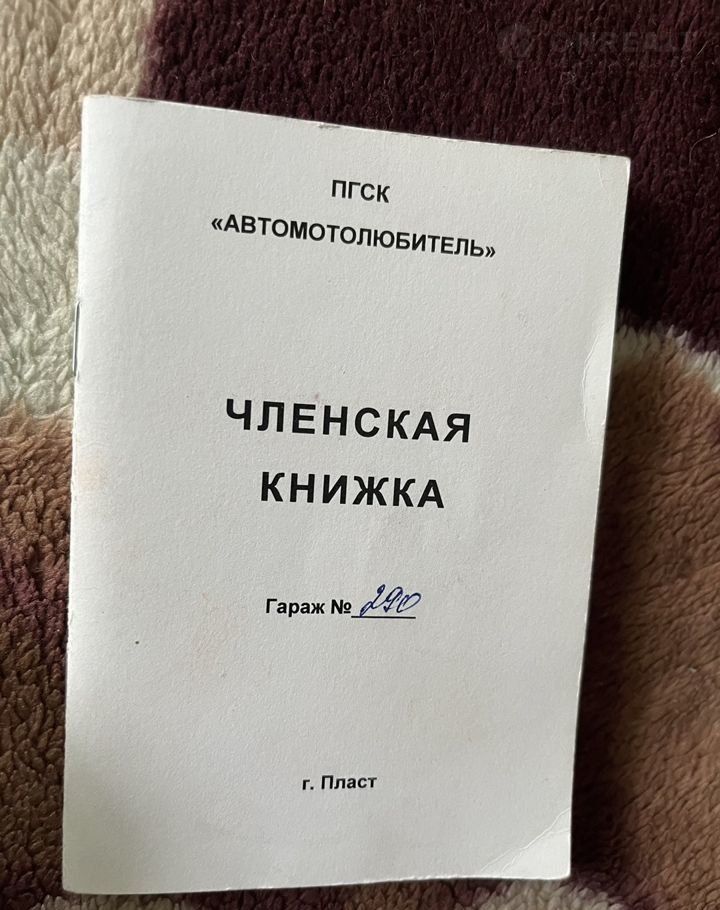 ПГСК
«АВТОМОТОЛЮБИТЕЛЬ»
ЧЛЕНСКАЯ
КНИЖКА
Гараж № 290
г. Пласт